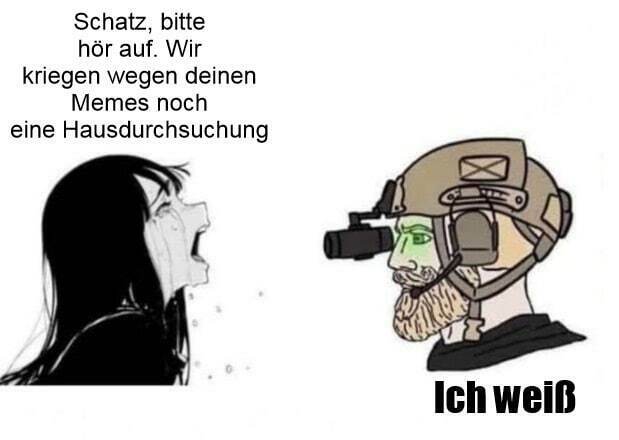 Schatz, bitte
hör auf. Wir
kriegen wegen deinen
Memes noch
eine Hausdurchsuchung
Ich weiß